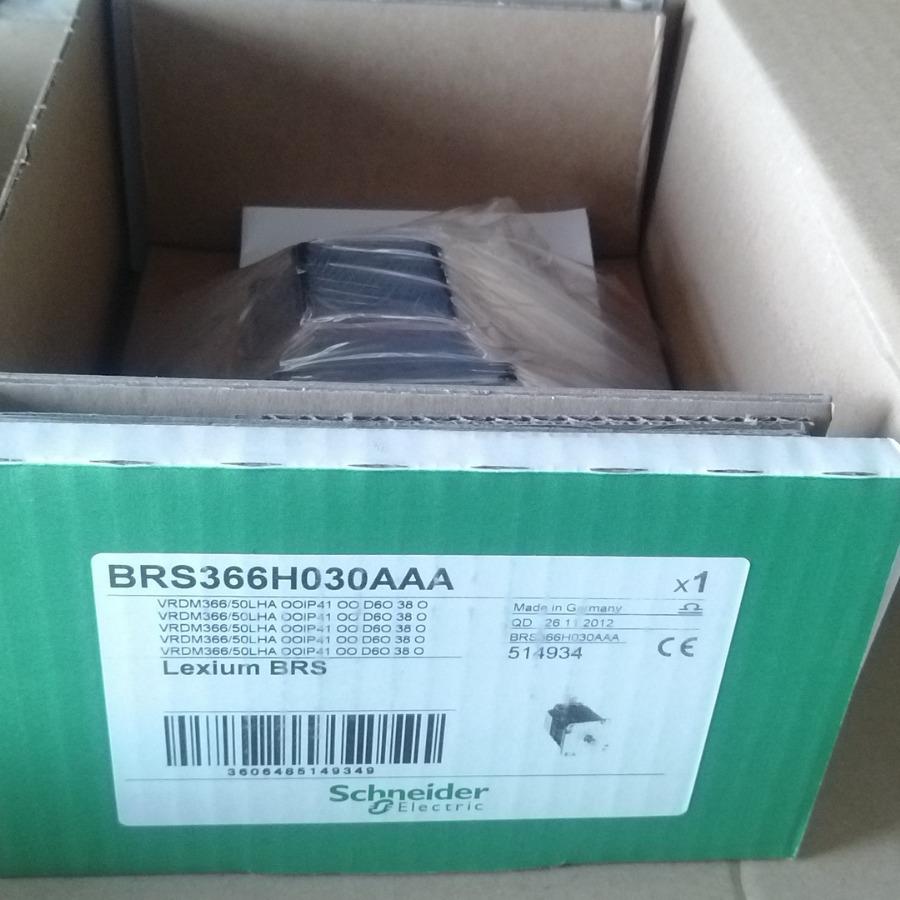 BRS366H030AAA
x1
VRDM366/50LHA OOIP41 OO D6O 38 O
VRDM366/50LHA OOIP41 OO D6O 38 O
VRDM366/50LHA OOIP41 OO D6O 38 O
VRDM366/50LHA OOIP41 OO D6O 38 O
VRDM366/50LHA OOIP41 OO D6O 38 O
Lexium BRS
Made in Germany
QD 26 11 2012
BRS366H030AAA
514934
CE
3606485149349
Schneider
Electric